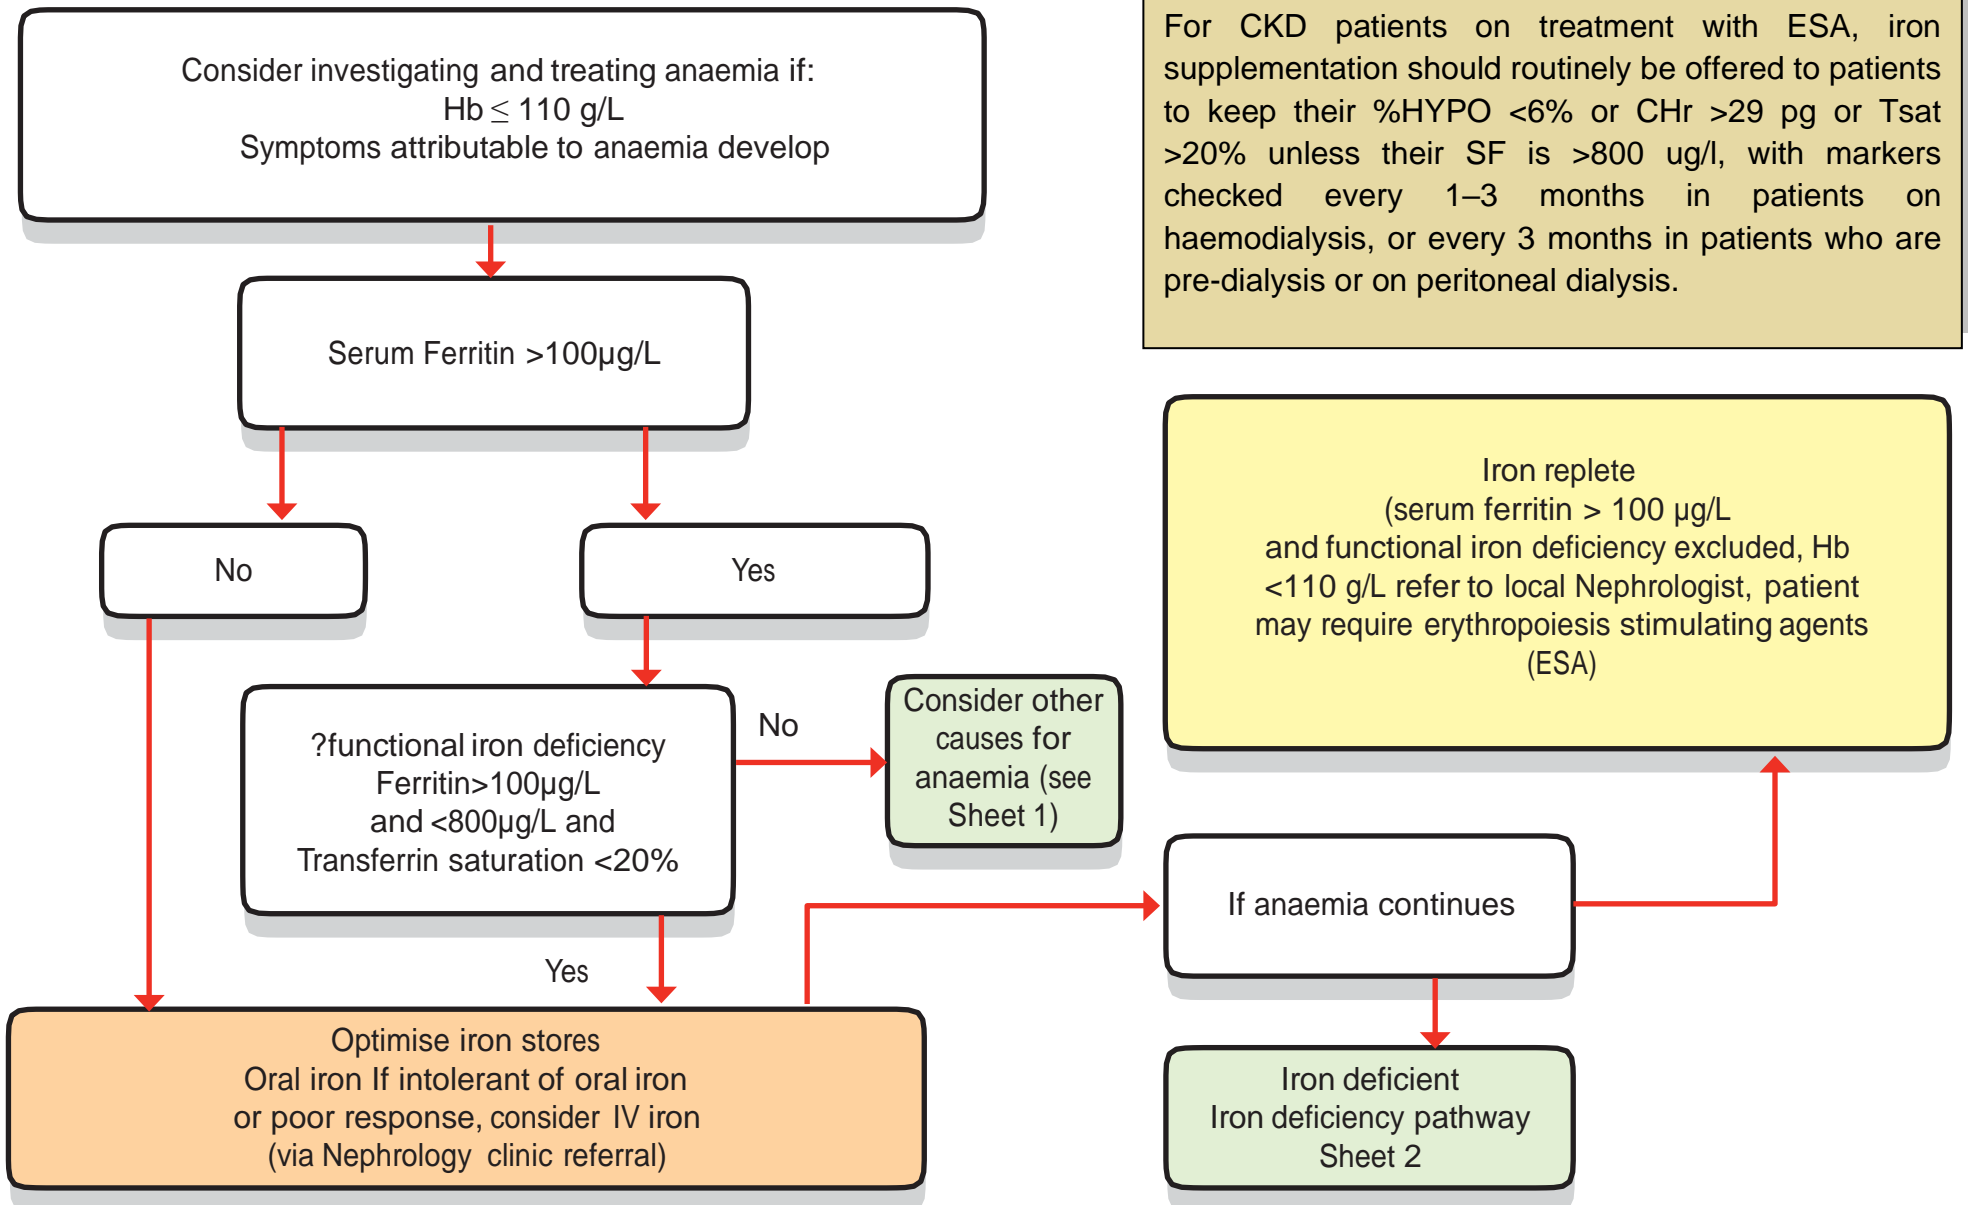 Consider investigating and treating anaemia if:
Hb ≤ 110 g/L
Symptoms attributable to anaemia develop
For CKD patients on treatment with ESA, iron
supplementation should routinely be offered to patients
to keep their %HYPO <6% or CHr >29 pg or Tsat
>20% unless their SF is >800 ug/l, with markers
checked every 1–3 months in patients on
haemodialysis, or every 3 months in patients who are
pre-dialysis or on peritoneal dialysis.
Serum Ferritin >100µg/L
No
Yes
?functional iron deficiency
Ferritin>100µg/L
and <800µg/L and
Transferrin saturation <20%
No
Consider other
causes for
anaemia (see
Sheet 1)
Yes
Optimise iron stores
Oral iron If intolerant of oral iron
or poor response, consider IV iron
(via Nephrology clinic referral)
If anaemia continues
Iron replete
(serum ferritin > 100 µg/L
and functional iron deficiency excluded, Hb
<110 g/L refer to local Nephrologist, patient
may require erythropoiesis stimulating agents
(ESA)
Iron deficient
Iron deficiency pathway
Sheet 2